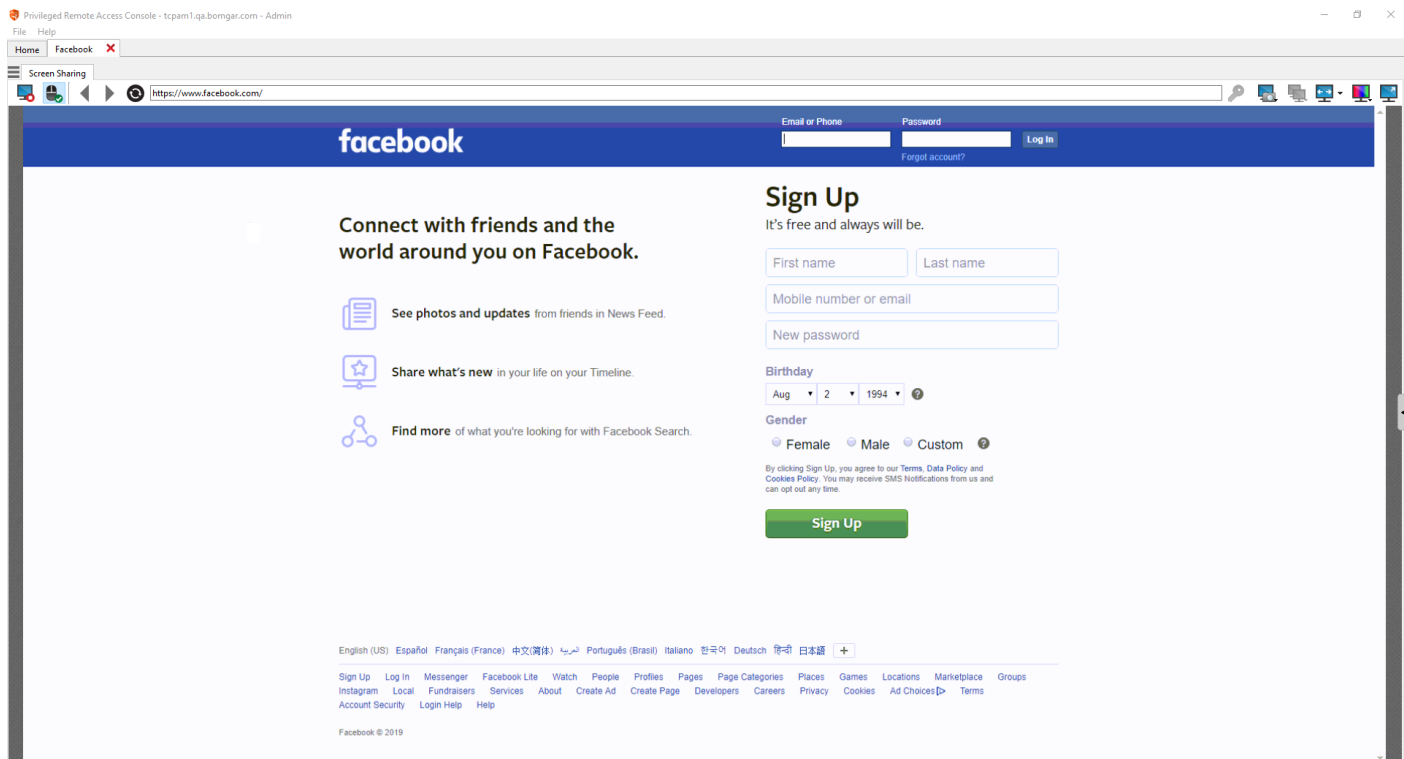 Privileged Remote Access Console - tcpam1.qa.bomgar.com - Admin
File Help
Home Facebook
Screen Sharing
https://www.facebook.com/
Email or Phone Password
facebook
Log In
Forgot account?
Sign Up
It's free and always will be.
Connect with friends and the
world around you on Facebook.
First name Last name
Mobile number or email
New password
See photos and updates from friends in News Feed.
Share what's new in your life on your Timeline.
Find more of what you're looking for with Facebook Search.
Birthday
Aug 2 1994 ?
Gender
Female Male Custom ?
By clicking Sign Up, you agree to our Terms, Data Policy and
Cookies Policy. You may receive SMS Notifications from us and
can opt out any time.
Sign Up
English (US) Español Français (France) 中文(简体) العربية Português (Brasil) Italiano 한국어 Deutsch हिन्दी 日本語 +
Sign Up Log In Messenger Facebook Lite Watch People Profiles Pages Page Categories Places Games Locations Marketplace Groups
Instagram Local Fundraisers Services About Create Ad Create Page Developers Careers Privacy Cookies Ad Choices Terms
Account Security Login Help Help
Facebook © 2019